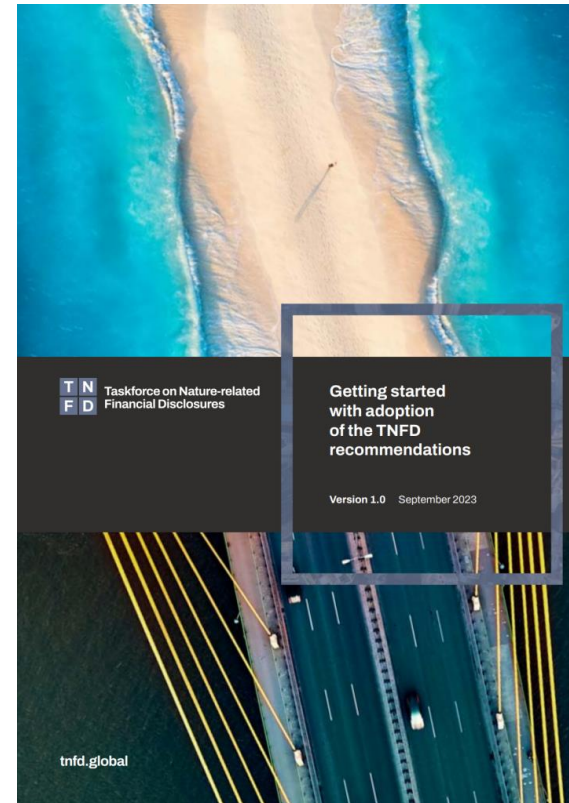 T N
F D
Taskforce on Nature-related
Financial Disclosures
Getting started
with adoption
of the TNFD
recommendations
Version 1.0 September 2023
tnfd.global